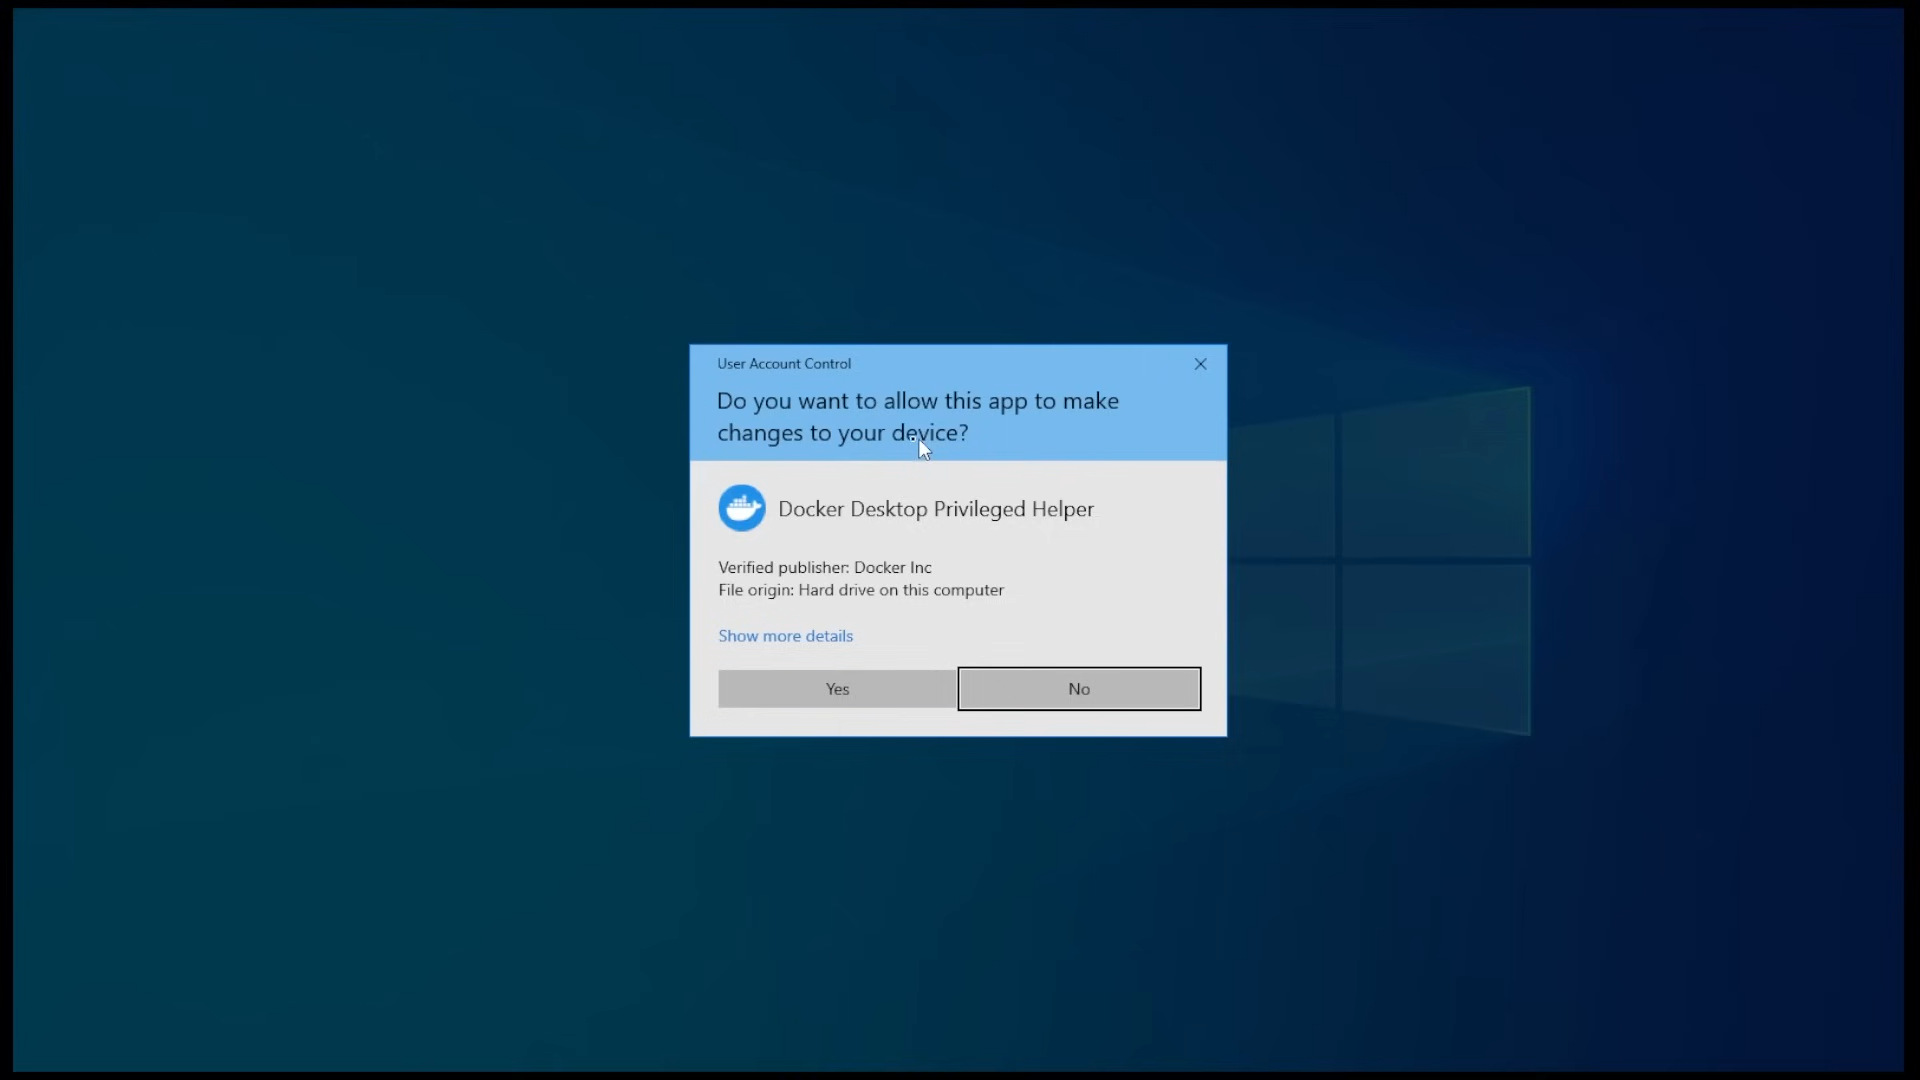 User Account Control
Do you want to allow this app to make
changes to your device?
Docker Desktop Privileged Helper
Verified publisher: Docker Inc
File origin: Hard drive on this computer
Show more details
Yes
No